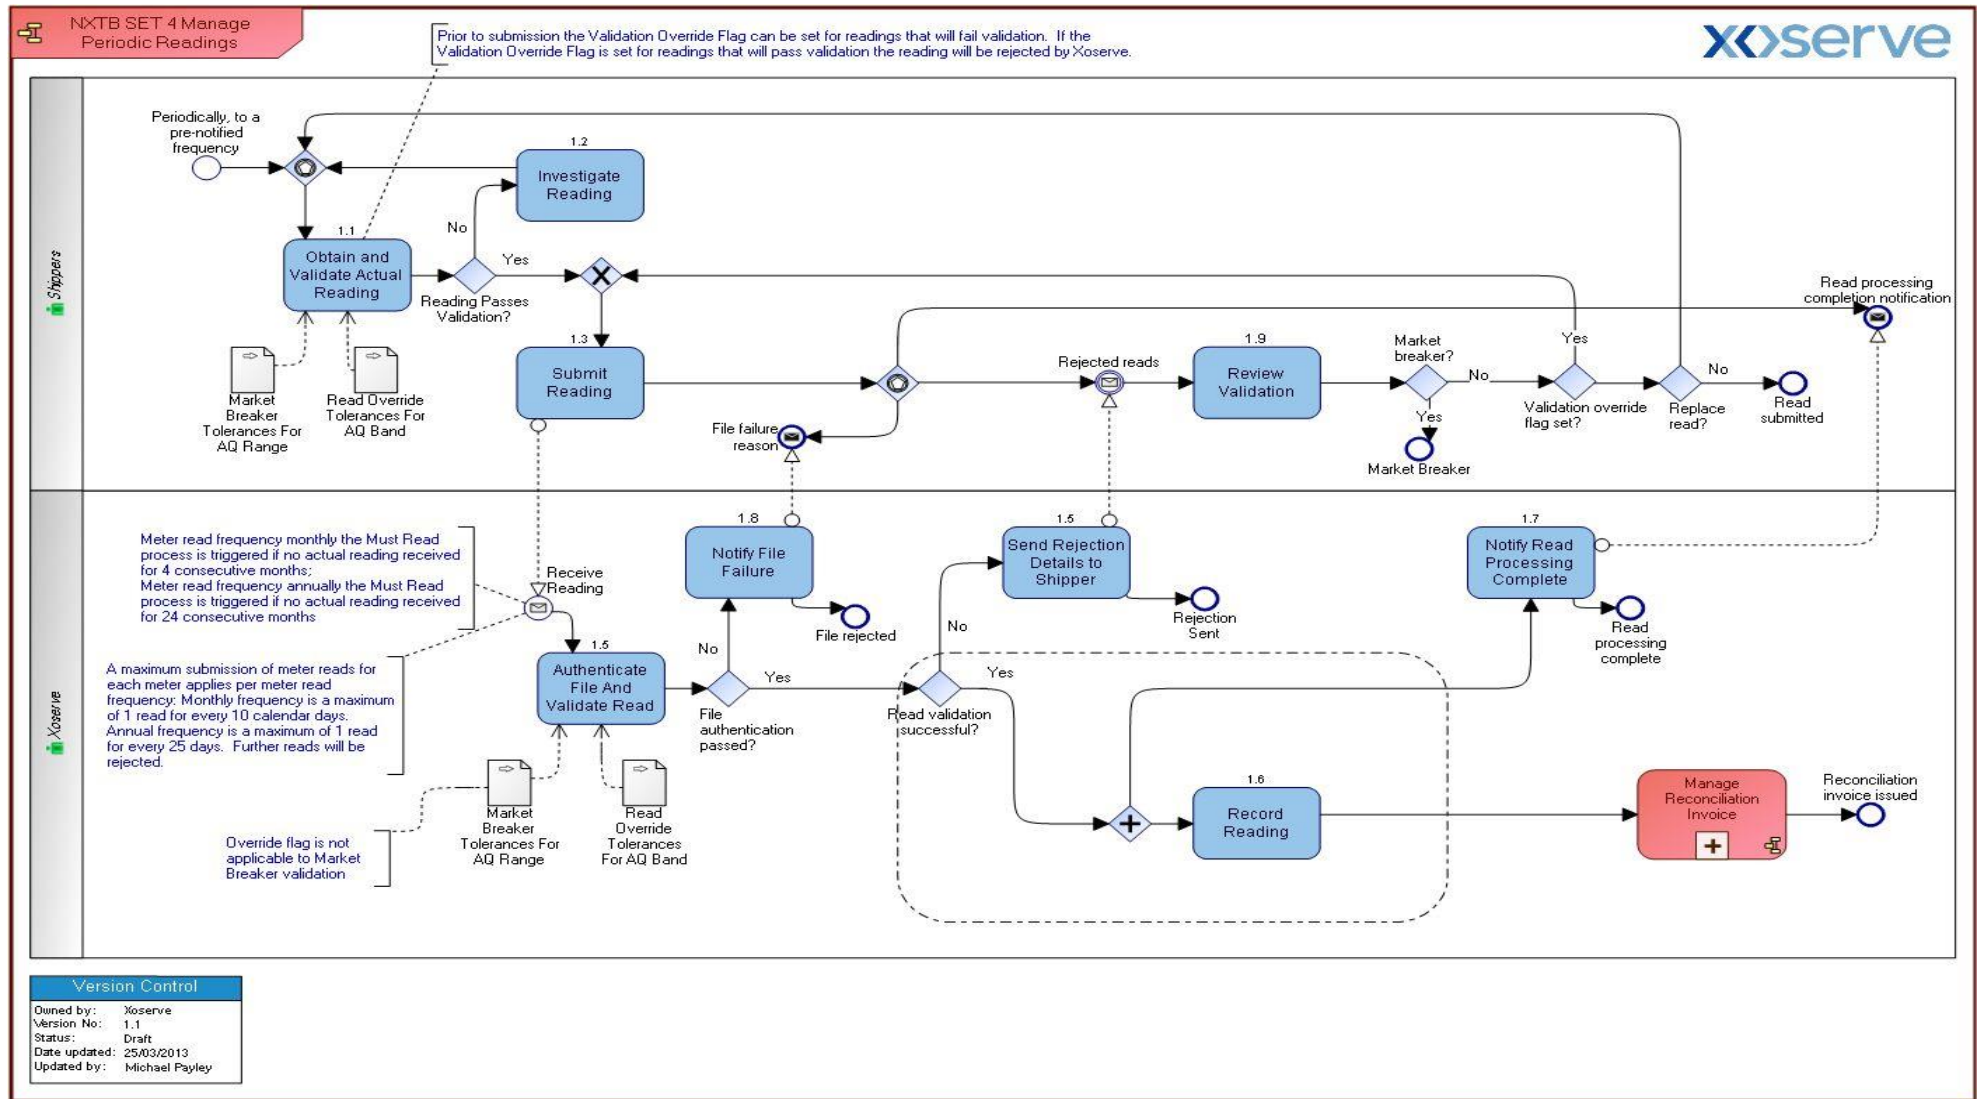 NXTB SET 4 Manage
Periodic Readings
Prior to submission the Validation Override Flag can be set for readings that will fail validation. If the
Validation Override Flag is set for readings that will pass validation the reading will be rejected by Xoserve.
xoserve
Shippers
Periodically, to a
pre-notified
frequency
1.2
Investigate
Reading
No
1.1
Obtain and
Validate Actual
Reading
Yes
Reading Passes
Validation?
Market
Breaker
Tolerances For
AQ Range
Read Override
Tolerances For
AQ Band
1.3
Submit
Reading
File failure
reason
Rejected reads
1.9
Review
Validation
Market
breaker?
No
Yes
Market Breaker
Yes
Validation override
flag set?
Replace
read?
No
Read
submitted
Read processing
completion notification
Xoserve
Meter read frequency monthly the Must Read
process is triggered if no actual reading received
for 4 consecutive months;
Meter read frequency annually the Must Read
process is triggered if no actual reading received
for 24 consecutive months
Receive
Reading
A maximum submission of meter reads for
each meter applies per meter read
frequency: Monthly frequency is a maximum
of 1 read for every 10 calendar days.
Annual frequency is a maximum of 1 read
for every 25 days. Further reads will be
rejected.
1.5
Authenticate
File And
Validate Read
Market
Breaker
Tolerances For
AQ Range
Read
Override
Tolerances
For AQ Band
Override flag is not
applicable to Market
Breaker validation
1.8
Notify File
Failure
File rejected
No
Yes
File
authentication
passed?
1.5
Send Rejection
Details to
Shipper
Rejection
Sent
No
Yes
Read validation
successful?
1.6
Record
Reading
1.7
Notify Read
Processing
Complete
Read
processing
complete
Manage
Reconciliation
Invoice
Reconciliation
invoice issued
Version Control
Owned by: Xoserve
Version No: 1.1
Status: Draft
Date updated: 25/03/2013
Updated by: Michael Payley